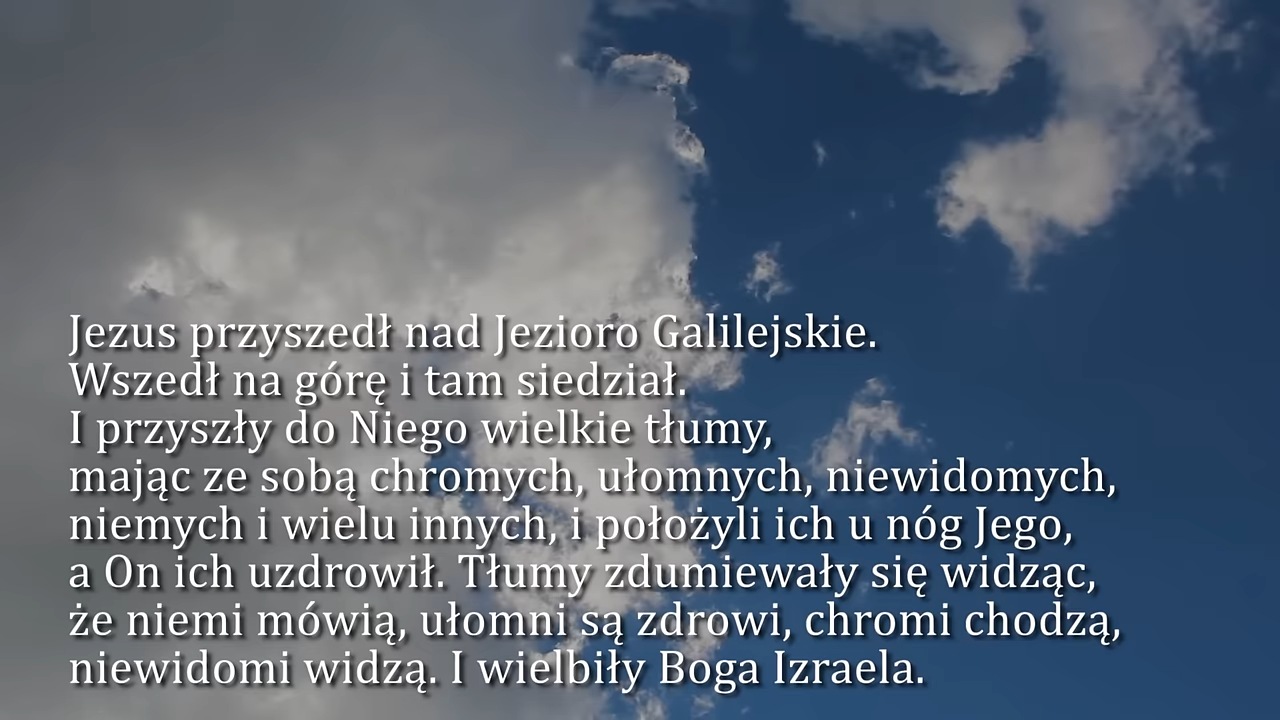 Jezus przyszedł nad Jezioro Galilejskie.
Wszedł na górę i tam siedział.
I przyszły do Niego wielkie tłumy,
mając ze sobą chromych, ułomnych, niewidomych,
niemych i wielu innych, i położyli ich u nóg Jego,
a On ich uzdrowił. Tłumy zdumiewały się widząc,
że niemi mówią, ułomni są zdrowi, chromi chodzą,
niewidomi widzą. I wielbiły Boga Izraela.